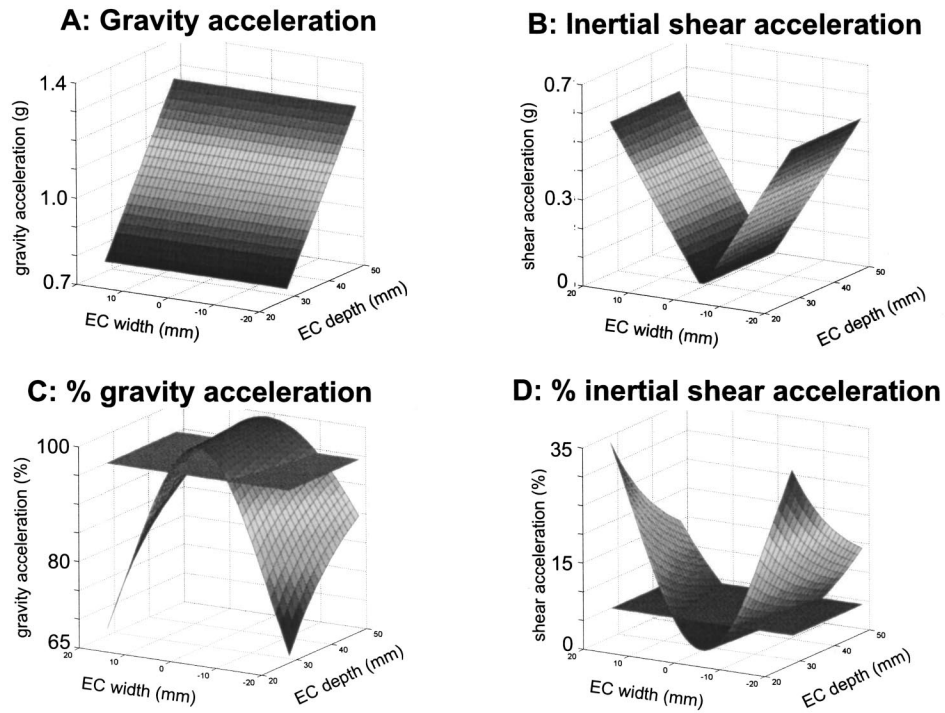 A: Gravity acceleration
1.4
1.0
0.7
gravity acceleration (g)
10
0
-10
-20
EC width (mm)
20
30
40
50
EC depth (mm)
B: Inertial shear acceleration
0.7
0.3
0
shear acceleration (g)
20
10
0
-10
-20
EC width (mm)
20
30
40
50
EC depth (mm)
C: % gravity acceleration
100
80
65
gravity acceleration (%)
20
10
0
-10
-20
EC width (mm)
20
30
40
50
EC depth (mm)
D: % inertial shear acceleration
35
15
0
shear acceleration (%)
20
10
0
-10
-20
EC width (mm)
20
30
40
50
EC depth (mm)